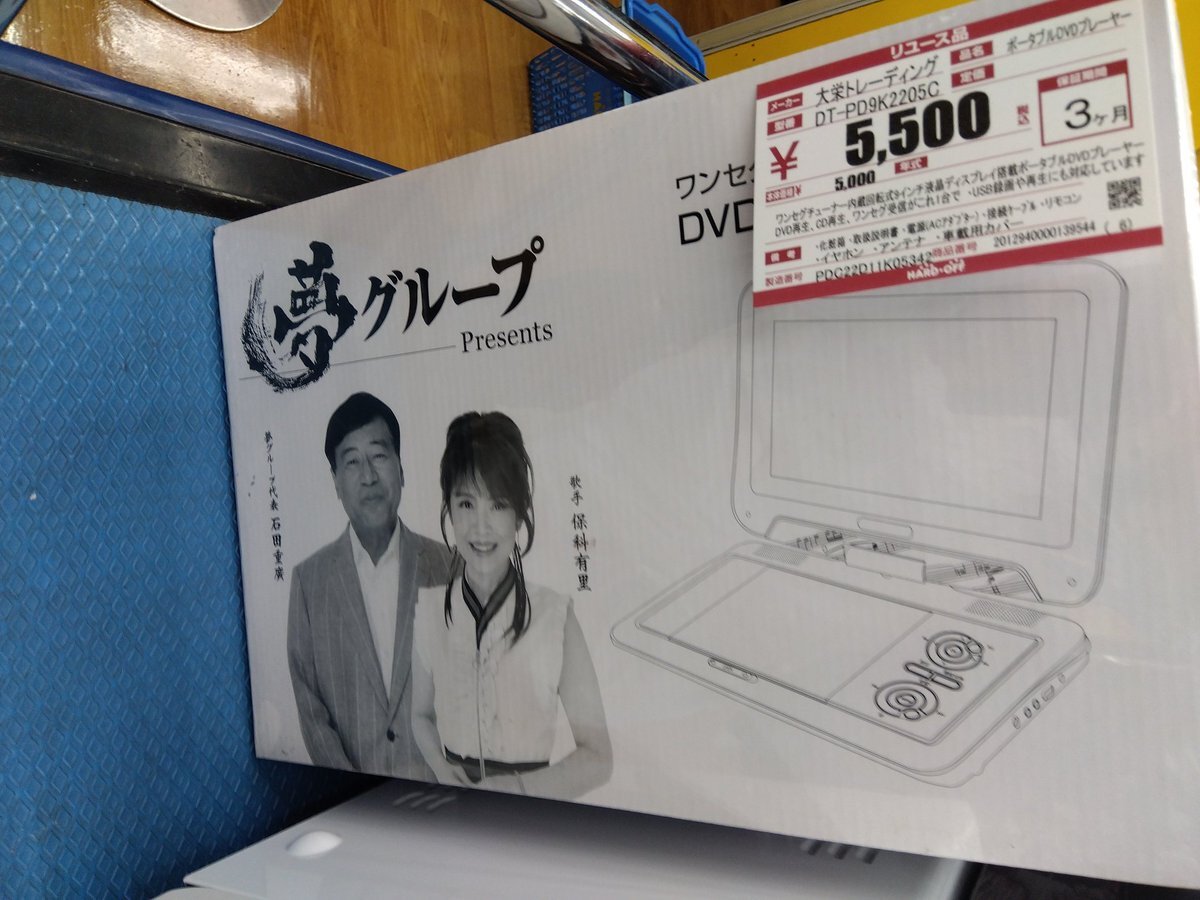 夢グループ
Presents
夢グループ代表 石田重廣
歌手 保科有里
ワンセグ
DVD
リユース品
メーカー 大栄トレーディング
品名 ポータブルDVDプレーヤー
型番 DT-PD9K2205C
定価
¥ 5,500 税込
保証期間
3ヶ月
本体価格¥ 5,000 年式
ワンセグチューナー内蔵回転式9インチ液晶ディスプレイ搭載ポータブルDVDプレーヤー
DVD再生、CD再生、ワンセグ受信がこれ1台で ・USB録画や再生にも対応しています
備考 ・化粧箱 ・取扱説明書 ・電源(ACアダプター) ・接続ケーブル ・リモコン
・イヤホン ・アンテナ ・車載用カバー
製造番号 PDC22D11K05342 商品番号 2012940000139544 ( 6)
HARD・OFF